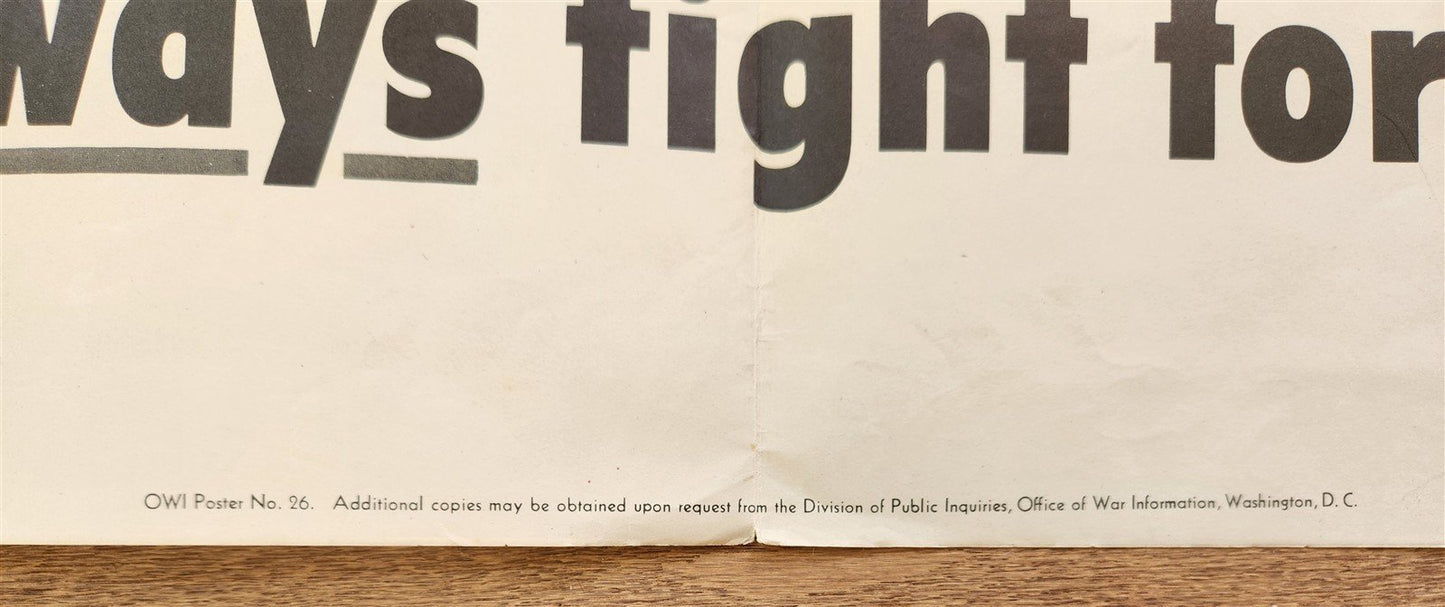 ways fight for
OWI Poster No. 26. Additional copies may be obtained upon request from the Division of Public Inquiries, Office of War Information, Washington, D. C.